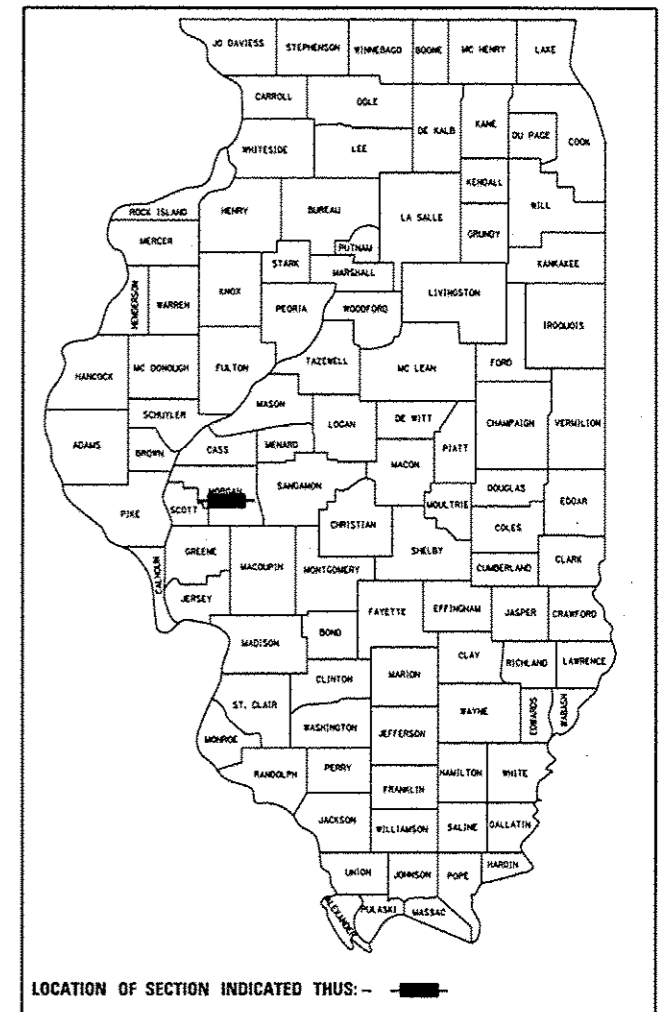 JO DAVIESS STEPHENSON WINNEBAGO BOONE MC HENRY LAKE
CARROLL OGLE DE KALB KANE DU PAGE COOK
WHITESIDE LEE
KENDALL
ROCK ISLAND HENRY BUREAU LA SALLE GRUNDY WILL
MERCER PUTNAM
STARK MARSHALL KANKAKEE
HENDERSON WARREN KNOX PEORIA WOODFORD LIVINGSTON IROQUOIS
HANCOCK MC DONOUGH FULTON TAZEWELL MC LEAN FORD
SCHUYLER MASON LOGAN DE WITT CHAMPAIGN VERMILION
ADAMS BROWN CASS MENARD MACON PIATT
PIKE SCOTT MORGAN SANGAMON CHRISTIAN MOULTRIE DOUGLAS EDGAR
COLES
CALHOUN GREENE MACOUPIN MONTGOMERY SHELBY CUMBERLAND CLARK
JERSEY FAYETTE EFFINGHAM JASPER CRAWFORD
MADISON BOND
CLINTON MARION CLAY RICHLAND LAWRENCE
ST. CLAIR WAYNE EDWARDS WABASH
MONROE WASHINGTON JEFFERSON
RANDOLPH PERRY HAMILTON WHITE
FRANKLIN
JACKSON WILLIAMSON SALINE GALLATIN
UNION JOHNSON POPE HARDIN
ALEXANDER PULASKI MASSAC
LOCATION OF SECTION INDICATED THUS: -